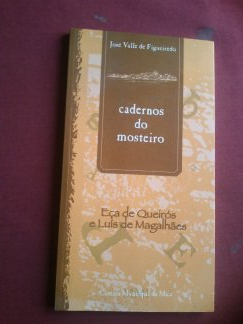 José Valle de Figueiredo
cadernos
do
mosteiro
Eça de Queirós
e Luís de Magalhães
Câmara Municipal da Maia